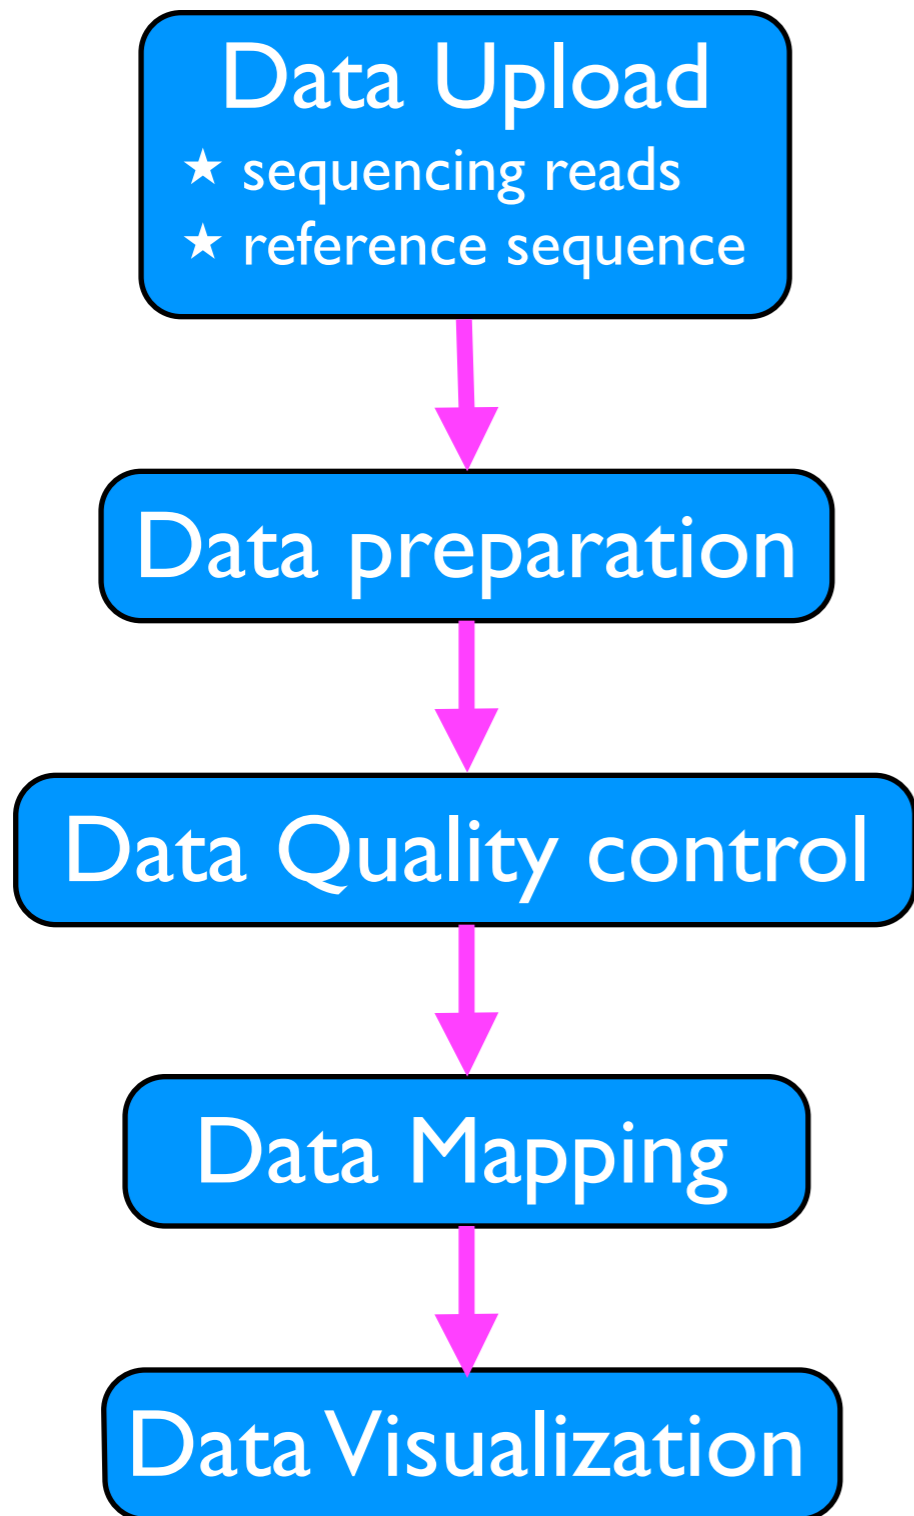 Data Upload
★ sequencing reads
★ reference sequence
Data preparation
Data Quality control
Data Mapping
Data Visualization